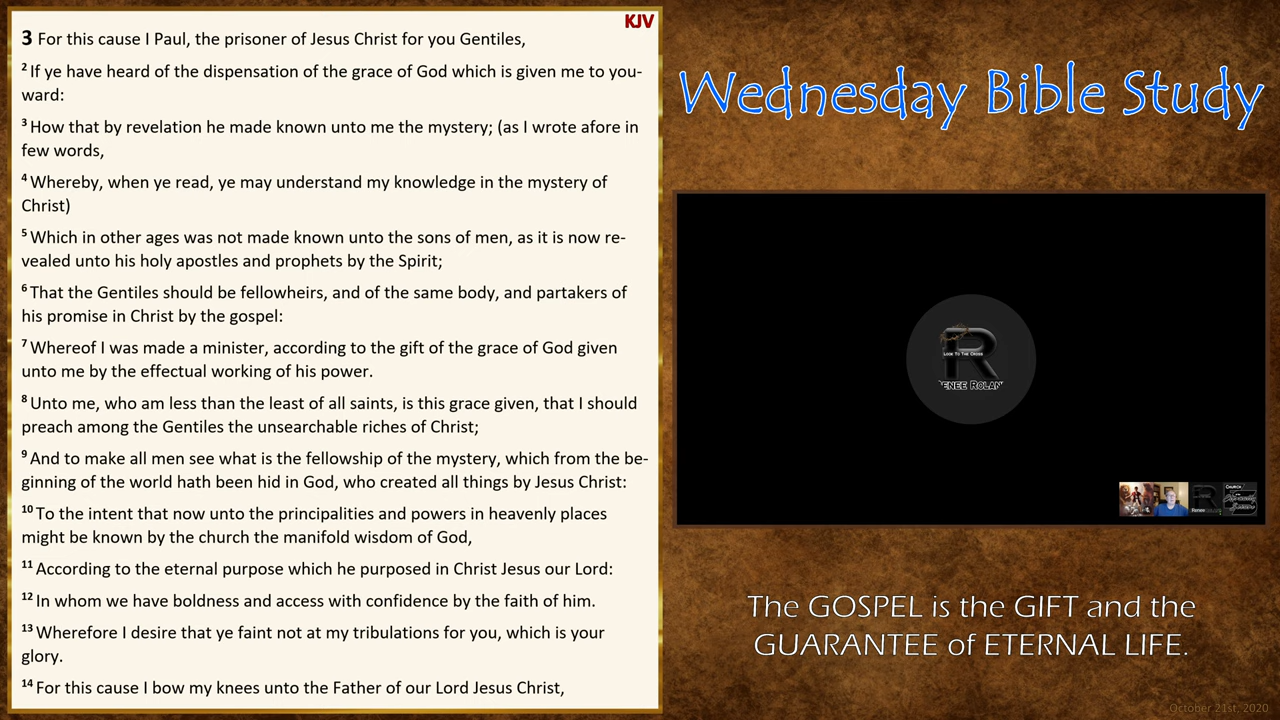 KJV
3 For this cause I Paul, the prisoner of Jesus Christ for you Gentiles,
2 If ye have heard of the dispensation of the grace of God which is given me to you-
ward:
3 How that by revelation he made known unto me the mystery; (as I wrote afore in
few words,
4 Whereby, when ye read, ye may understand my knowledge in the mystery of
Christ)
5 Which in other ages was not made known unto the sons of men, as it is now re-
vealed unto his holy apostles and prophets by the Spirit;
6 That the Gentiles should be fellowheirs, and of the same body, and partakers of
his promise in Christ by the gospel:
7 Whereof I was made a minister, according to the gift of the grace of God given
unto me by the effectual working of his power.
8 Unto me, who am less than the least of all saints, is this grace given, that I should
preach among the Gentiles the unsearchable riches of Christ;
9 And to make all men see what is the fellowship of the mystery, which from the be-
ginning of the world hath been hid in God, who created all things by Jesus Christ:
10 To the intent that now unto the principalities and powers in heavenly places
might be known by the church the manifold wisdom of God,
11 According to the eternal purpose which he purposed in Christ Jesus our Lord:
12 In whom we have boldness and access with confidence by the faith of him.
13 Wherefore I desire that ye faint not at my tribulations for you, which is your
glory.
14 For this cause I bow my knees unto the Father of our Lord Jesus Christ,
Wednesday Bible Study
R
LOOK TO THE CROSS
ENEE ROLAN
R
Renee
CHURCH
The GOSPEL is the GIFT and the
GUARANTEE of ETERNAL LIFE.
October 21st, 2020